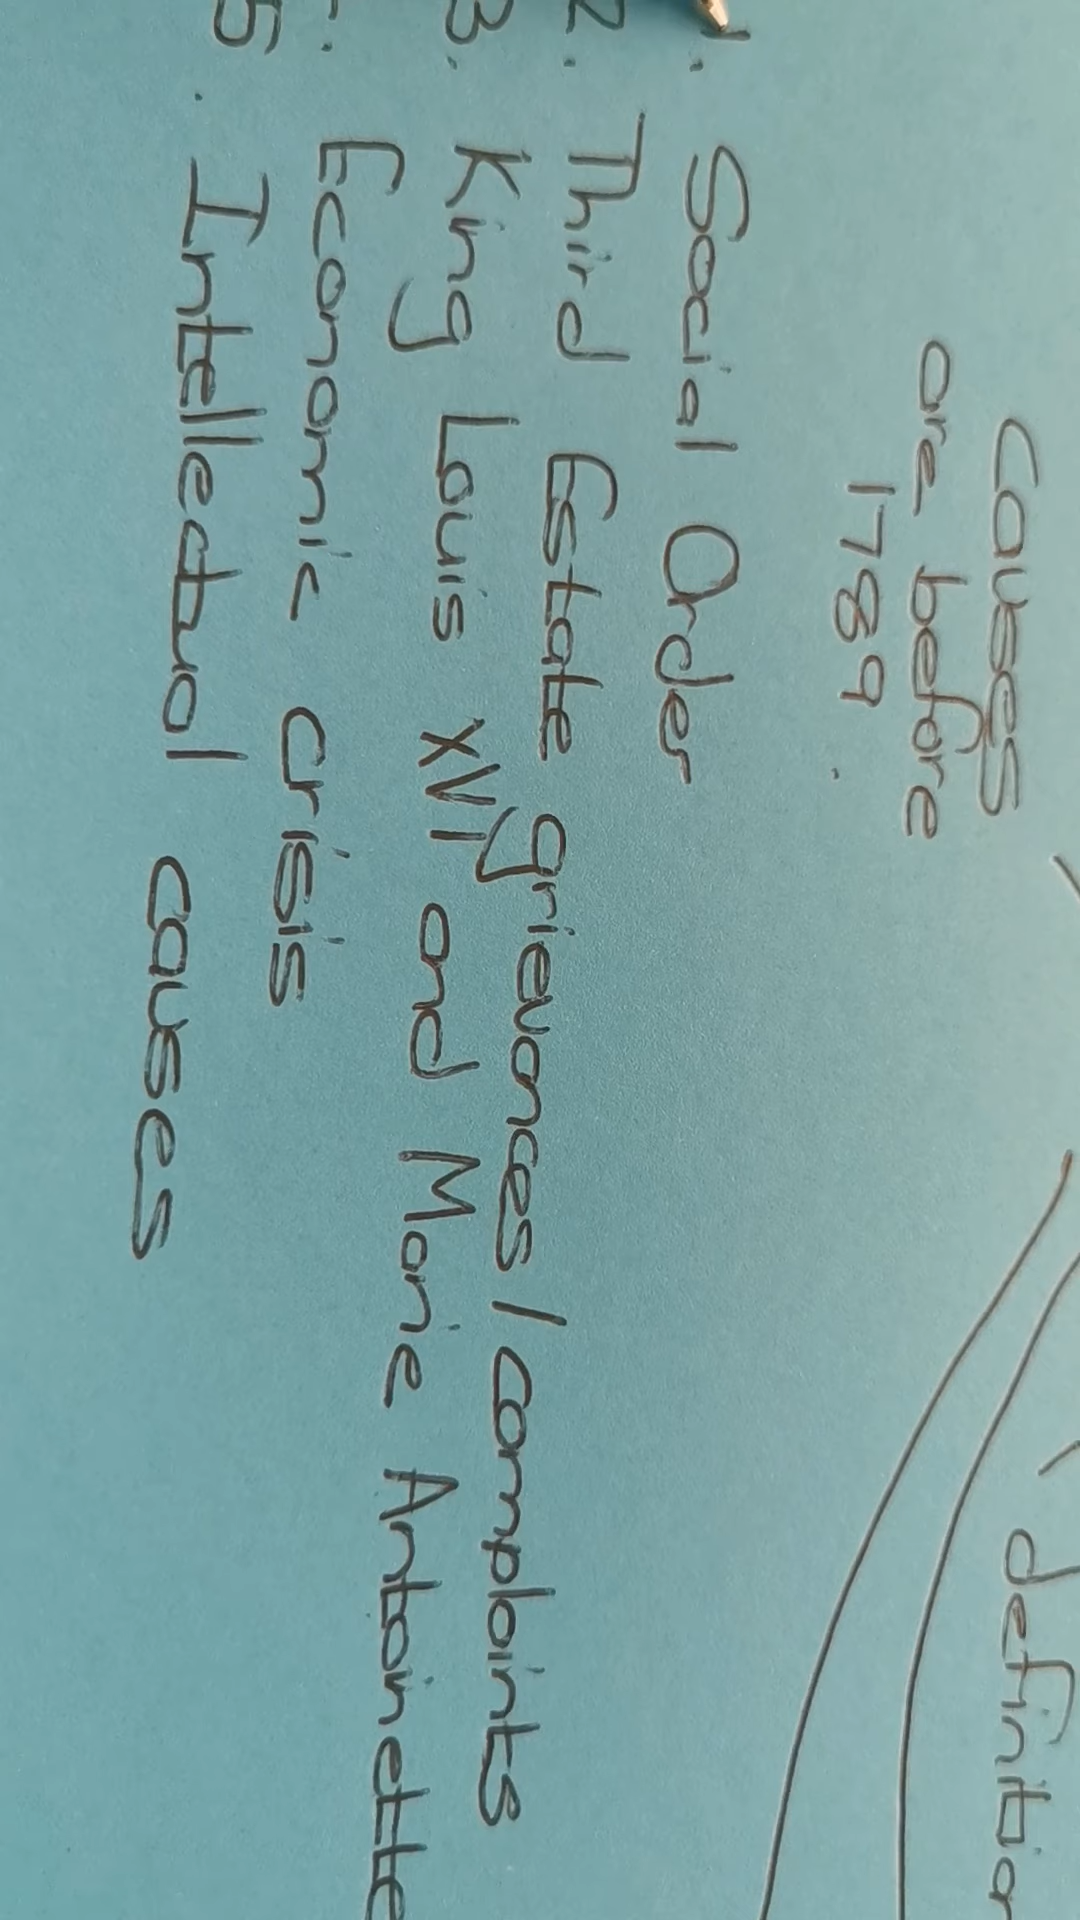 Causes
are before
1789.
definition
1. Social Order
2. Third Estate grievances / complaints
3. King Louis XVI and Marie Antoinette
Economic crisis
5. Intellectual causes